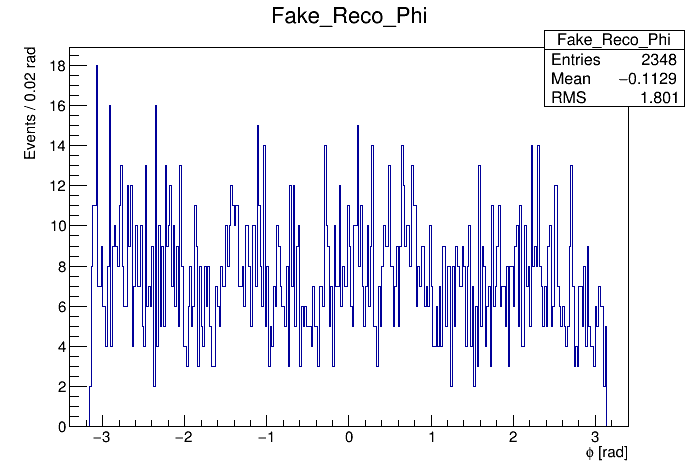 Fake_Reco_Phi
Fake_Reco_Phi
Entries 2348
Mean −0.1129
RMS 1.801
Events / 0.02 rad
18
16
14
12
10
8
6
4
2
0
−3 −2 −1 0 1 2 3
ϕ [rad]